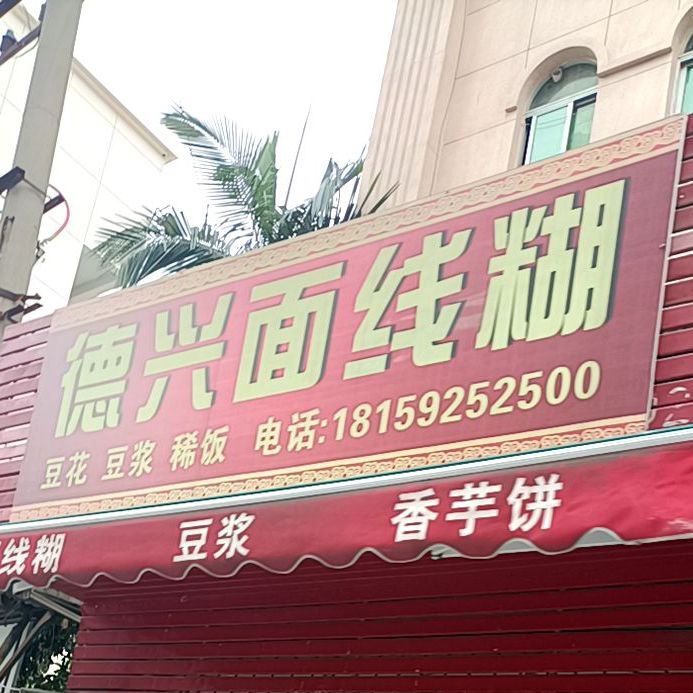 德兴面线糊
豆花 豆浆 稀饭 电话:18159252500
线糊 豆浆 香芋饼